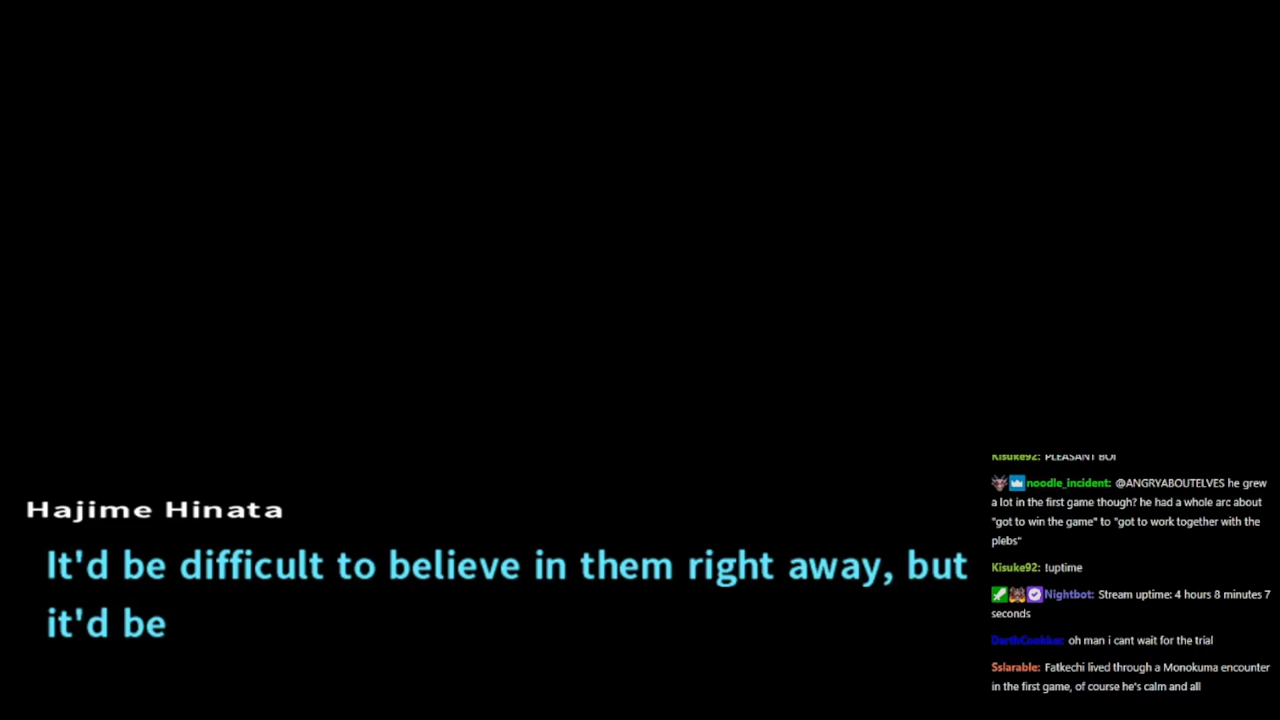 Hajime Hinata
It'd be difficult to believe in them right away, but
it'd be
Kisuke92: PLEASANT BOI
noodle_incident: @ANGRYABOUTELVES he grew
a lot in the first game though? he had a whole arc about
"got to win the game" to "got to work together with the
plebs"
Kisuke92: !uptime
Nightbot: Stream uptime: 4 hours 8 minutes 7
seconds
DarthCookius: oh man i cant wait for the trial
Sslarable: Fatkechi lived through a Monokuma encounter
in the first game, of course he's calm and all